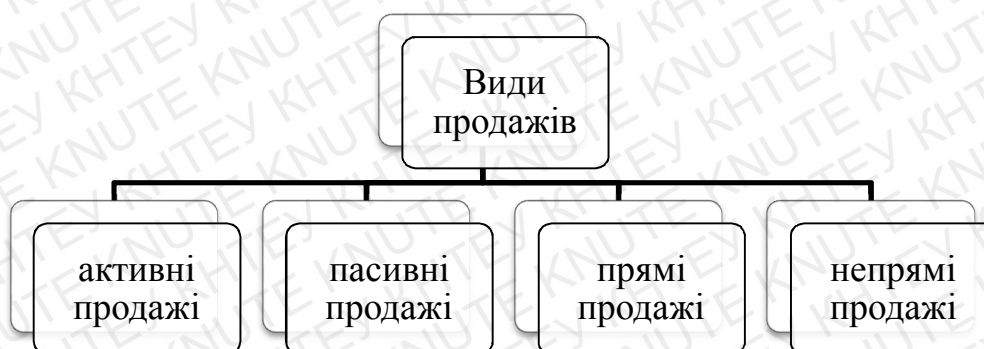 Види
продажів
активні
продажі
пасивні
продажі
прямі
продажі
непрямі
продажі